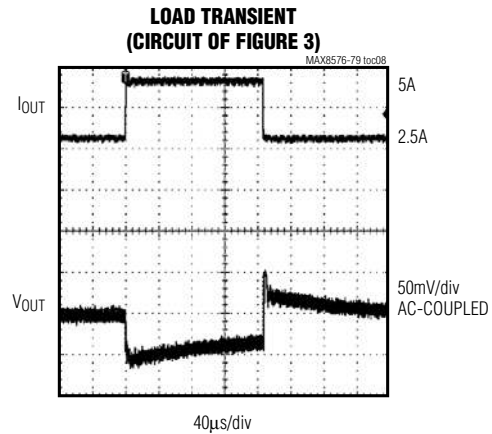 LOAD TRANSIENT
(CIRCUIT OF FIGURE 3)
MAX8576-79 toc08
IOUT
5A
2.5A
VOUT
50mV/div
AC-COUPLED
40µs/div